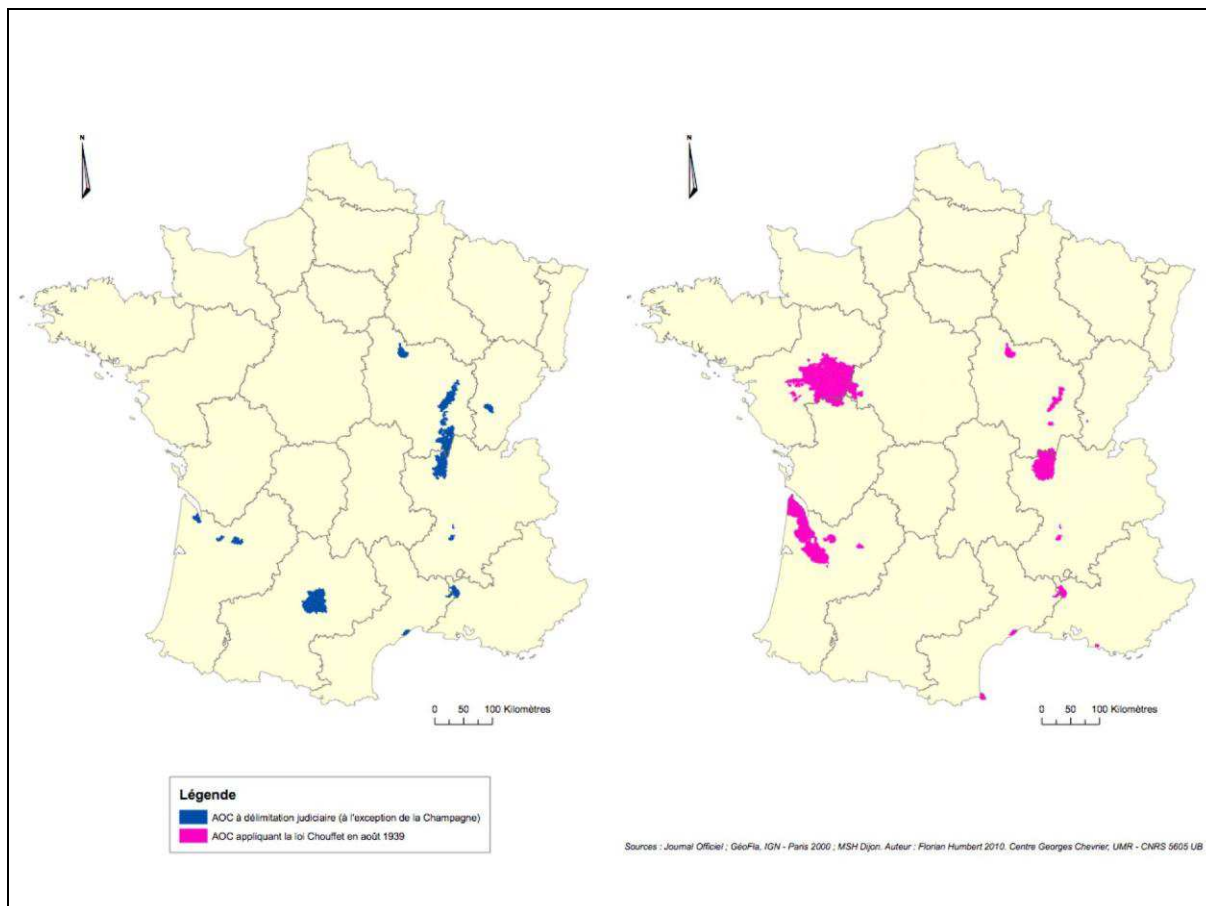 N
N
0 50 100 Kilomètres
0 50 100 Kilomètres
Légende
AOC à délimitation judiciaire (à l'exception de la Champagne)
AOC appliquant la loi Chouffet en août 1939
Sources : Journal Officiel ; GéoFla, IGN - Paris 2000 ; MSH Dijon. Auteur : Florian Humbert 2010. Centre Georges Chevrier, UMR - CNRS 5605 UB